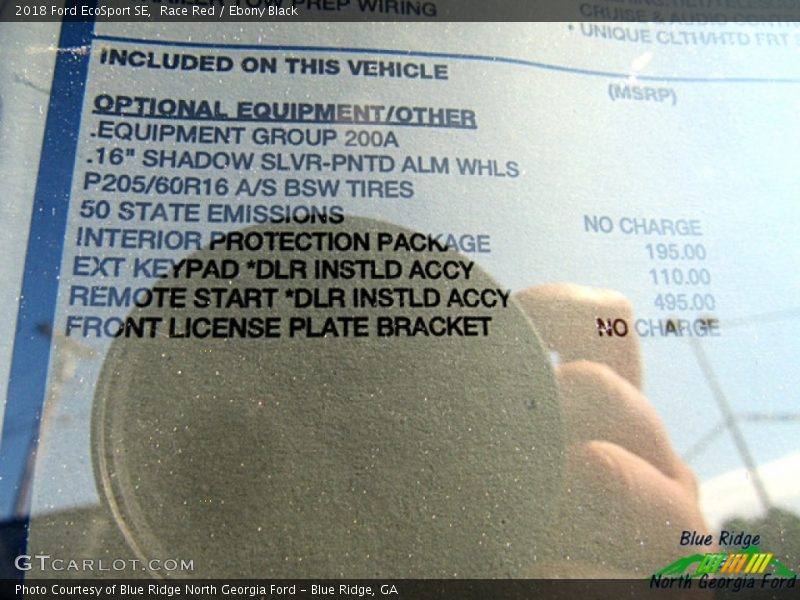 2018 Ford EcoSport SE,  Race Red / Ebony Black
PREP WIRING
CRUISE & AUDIO CONTR
* UNIQUE CLTH/HTD FRT
INCLUDED ON THIS VEHICLE
(MSRP)
OPTIONAL EQUIPMENT/OTHER
.EQUIPMENT GROUP 200A
.16" SHADOW SLVR-PNTD ALM WHLS
P205/60R16 A/S BSW TIRES
50 STATE EMISSIONS NO CHARGE
INTERIOR PROTECTION PACKAGE 195.00
EXT KEYPAD *DLR INSTLD ACCY 110.00
REMOTE START *DLR INSTLD ACCY 495.00
FRONT LICENSE PLATE BRACKET NO CHARGE
Blue Ridge
North Georgia Ford
GTCARLOT.COM
Photo Courtesy of Blue Ridge North Georgia Ford – Blue Ridge, GA